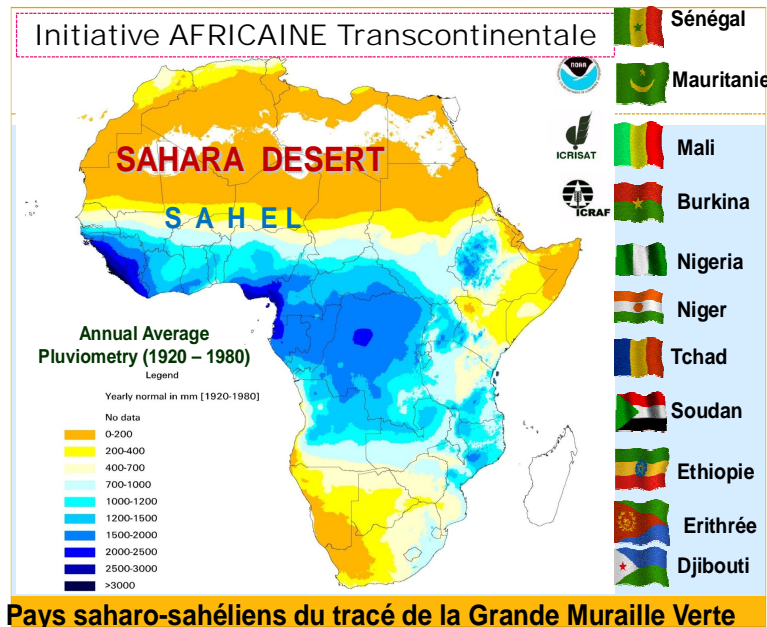 Initiative AFRICAINE Transcontinentale
NOAA
ICRISAT
ICRAF
SAHARA DESERT
SAHEL
Annual Average
Pluviometry (1920 – 1980)
Legend
Yearly normal in mm [1920-1980]
No data
0-200
200-400
400-700
700-1000
1000-1200
1200-1500
1500-2000
2000-2500
2500-3000
>3000
Sénégal
Mauritanie
Mali
Burkina
Nigeria
Niger
Tchad
Soudan
Ethiopie
Erithrée
Djibouti
Pays saharo-sahéliens du tracé de la Grande Muraille Verte